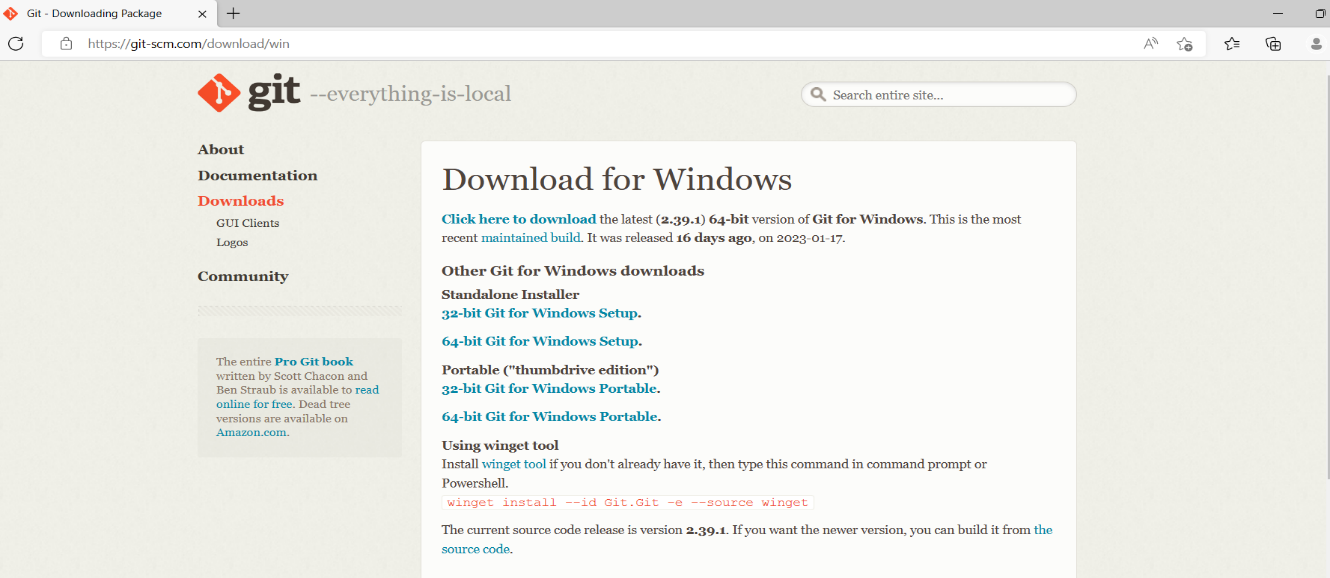 Git - Downloading Package
https://git-scm.com/download/win
git --everything-is-local
Search entire site...
About
Documentation
Downloads
GUI Clients
Logos
Community
The entire Pro Git book
written by Scott Chacon and
Ben Straub is available to read
online for free. Dead tree
versions are available on
Amazon.com.
Download for Windows
Click here to download the latest (2.39.1) 64-bit version of Git for Windows. This is the most
recent maintained build. It was released 16 days ago, on 2023-01-17.
Other Git for Windows downloads
Standalone Installer
32-bit Git for Windows Setup.
64-bit Git for Windows Setup.
Portable ("thumbdrive edition")
32-bit Git for Windows Portable.
64-bit Git for Windows Portable.
Using winget tool
Install winget tool if you don't already have it, then type this command in command prompt or
Powershell.
winget install --id Git.Git -e --source winget
The current source code release is version 2.39.1. If you want the newer version, you can build it from the
source code.